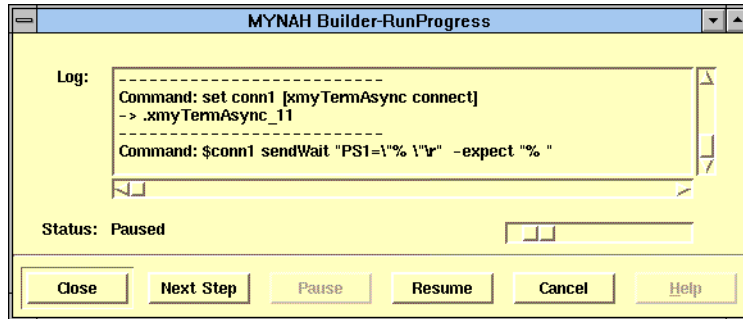 MYNAH Builder-RunProgress
Log:
---------------------------
Command: set conn1 [xmyTermAsync connect]
-> .xmyTermAsync_11
---------------------------
Command: $conn1 sendWait "PS1=\"% \"\r" -expect "% "
Status: Paused
Close Next Step Pause Resume Cancel Help